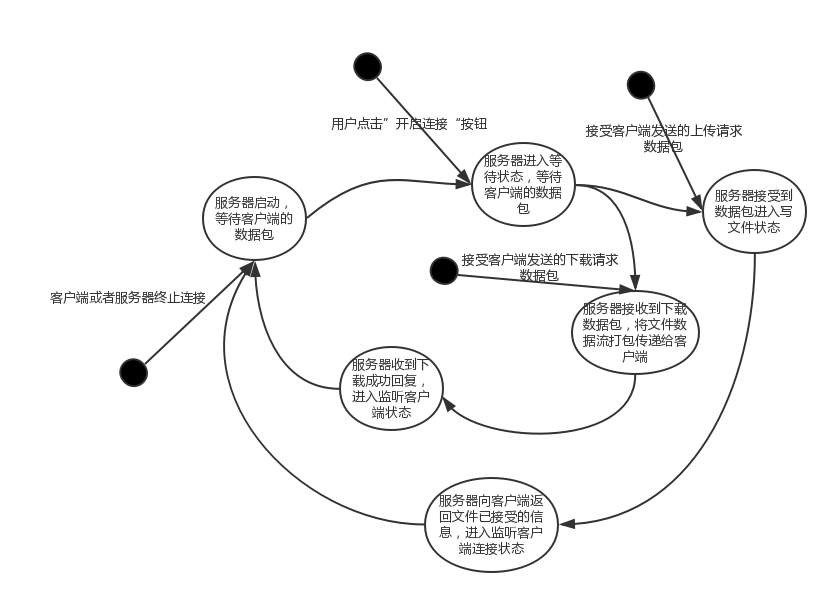 用户点击”开启连接“按钮
接受客户端发送的上传请求
数据包
服务器进入等
待状态，等待
客户端的数据
包
服务器接受到
数据包进入写
文件状态
服务器启动，
等待客户端的
数据包
接受客户端发送的下载请求
数据包
客户端或者服务器终止连接
服务器接收到下载
数据包，将文件数
据流打包传递给客
户端
服务器收到下
载成功回复，
进入监听客户
端状态
服务器向客户端返
回文件已接受的信
息，进入监听客户
端连接状态